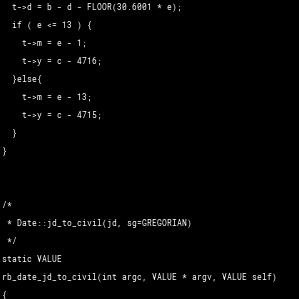 t->d = b - d - FLOOR(30.6001 * e);
if ( e <= 13 ) {
t->m = e - 1;
t->y = c - 4716;
}else{
t->m = e - 13;
t->y = c - 4715;
}
}
/*
* Date::jd_to_civil(jd, sg=GREGORIAN)
*/
static VALUE
rb_date_jd_to_civil(int argc, VALUE * argv, VALUE self)
{